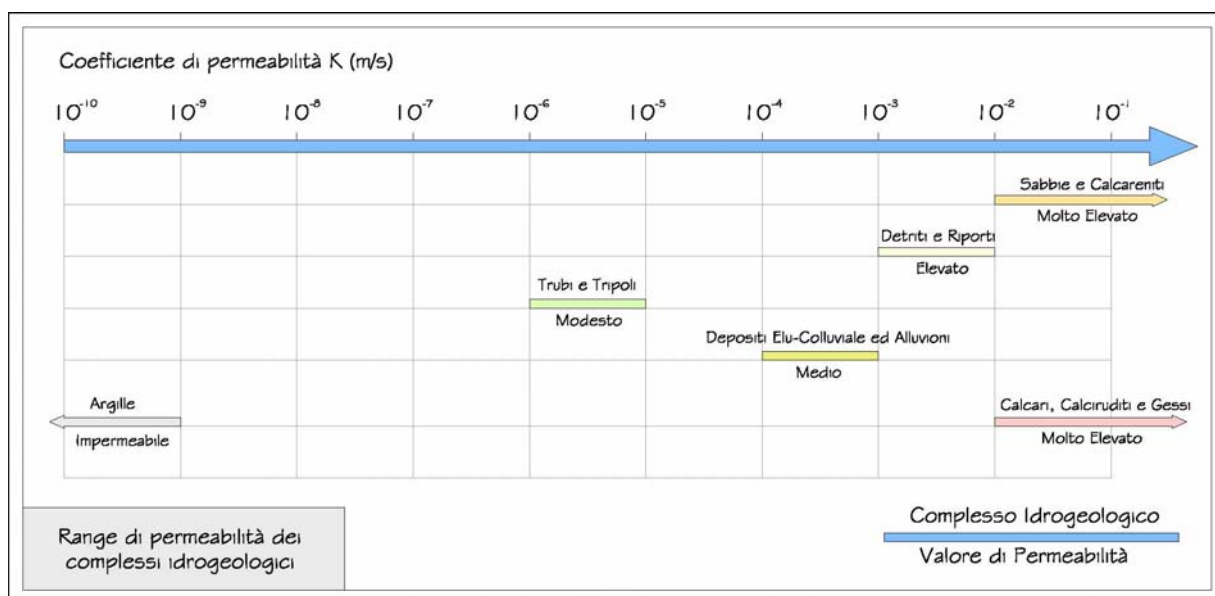 Coefficiente di permeabilità K (m/s)
10⁻¹⁰ 10⁻⁹ 10⁻⁸ 10⁻⁷ 10⁻⁶ 10⁻⁵ 10⁻⁴ 10⁻³ 10⁻² 10⁻¹
Sabbie e Calcareniti
Molto Elevato
Detriti e Riporti
Elevato
Trubi e Tripoli
Modesto
Depositi Elu-Colluviale ed Alluvioni
Medio
Argille
Impermeabile
Calcari, Calciruditi e Gessi
Molto Elevato
Range di permeabilità dei
complessi idrogeologici
Complesso Idrogeologico
Valore di Permeabilità